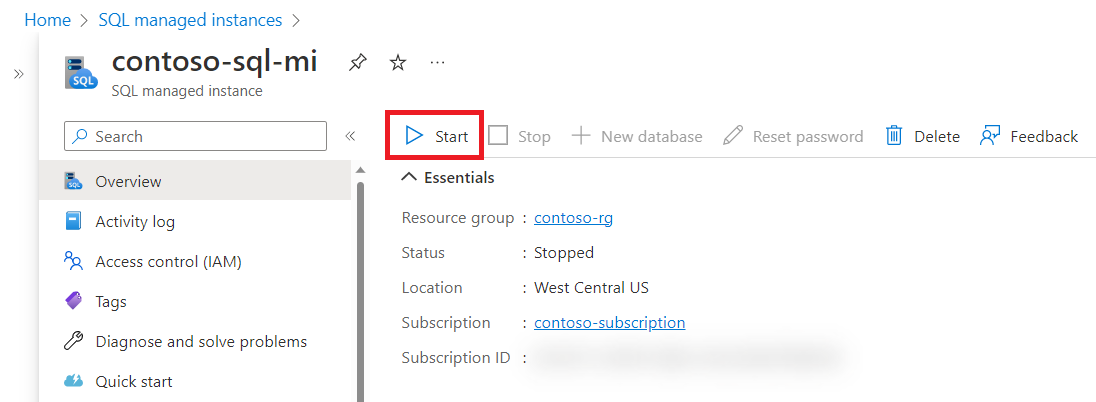 Home > SQL managed instances >
contoso-sql-mi
SQL managed instance
Search
Start Stop New database Reset password Delete Feedback
Essentials
Overview
Activity log
Access control (IAM)
Tags
Diagnose and solve problems
Quick start
Resource group : contoso-rg
Status : Stopped
Location : West Central US
Subscription : contoso-subscription
Subscription ID :
SQL